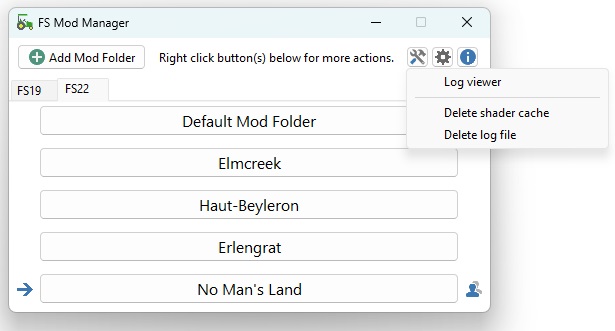 FS Mod Manager
Add Mod Folder
Right click button(s) below for more actions.
FS19
FS22
Log viewer
Delete shader cache
Delete log file
Default Mod Folder
Elmcreek
Haut-Beyleron
Erlengrat
No Man's Land